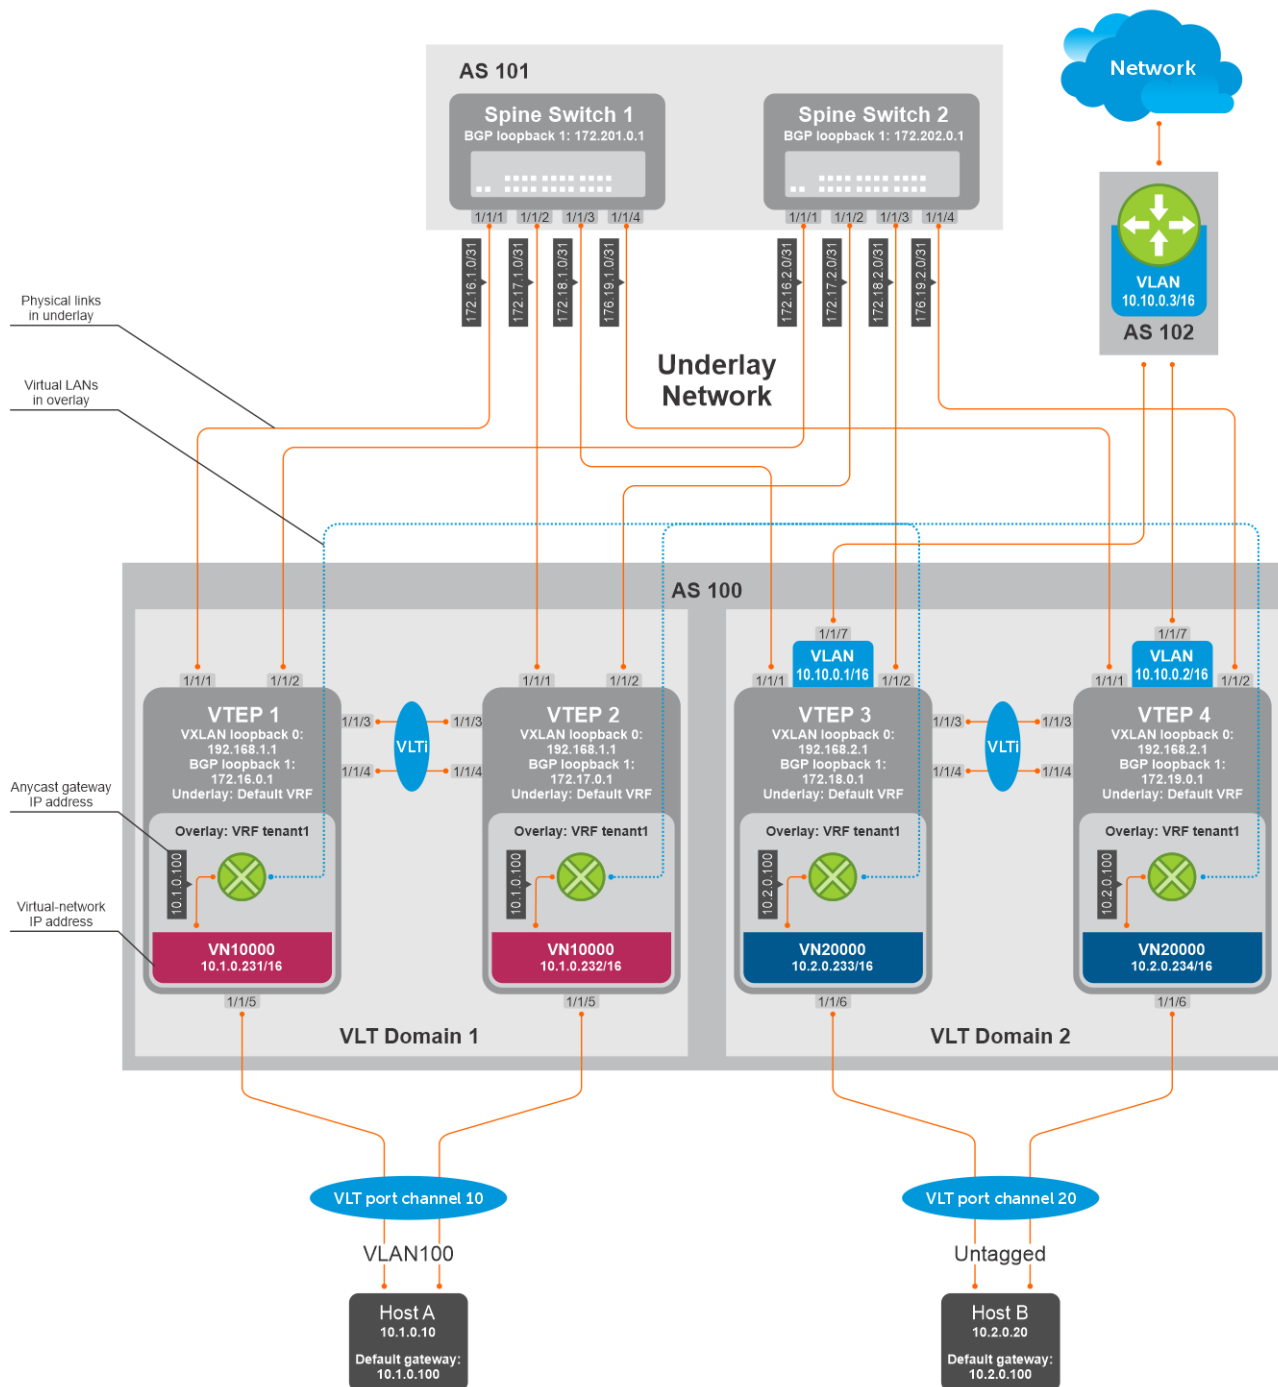 Network
AS 101
Spine Switch 1
BGP loopback 1: 172.201.0.1
Spine Switch 2
BGP loopback 1: 172.202.0.1
1/1/1
1/1/2
1/1/3
1/1/4
1/1/1
1/1/2
1/1/3
1/1/4
172.16.1.0/31
172.17.1.0/31
172.18.1.0/31
176.19.1.0/31
172.16.2.0/31
172.17.2.0/31
172.18.2.0/31
176.19.2.0/31
VLAN
10.10.0.3/16
AS 102
Physical links
in underlay
Underlay
Network
Virtual LANs
in overlay
AS 100
1/1/7
VLAN
10.10.0.1/16
1/1/7
VLAN
10.10.0.2/16
1/1/1
1/1/2
1/1/1
1/1/2
1/1/1
1/1/2
1/1/1
1/1/2
VTEP 1
VXLAN loopback 0:
192.168.1.1
BGP loopback 1:
172.16.0.1
Underlay: Default VRF
1/1/3
1/1/4
VLTi
1/1/3
1/1/4
VTEP 2
VXLAN loopback 0:
192.168.1.1
BGP loopback 1:
172.17.0.1
Underlay: Default VRF
VTEP 3
VXLAN loopback 0:
192.168.2.1
BGP loopback 1:
172.18.0.1
Underlay: Default VRF
1/1/3
1/1/4
VLTi
1/1/3
1/1/4
VTEP 4
VXLAN loopback 0:
192.168.2.1
BGP loopback 1:
172.19.0.1
Underlay: Default VRF
Anycast gateway
IP address
Overlay: VRF tenant1
10.1.0.100
Overlay: VRF tenant1
10.1.0.100
Overlay: VRF tenant1
10.2.0.100
Overlay: VRF tenant1
10.2.0.100
Virtual-network
IP address
VN10000
10.1.0.231/16
VN10000
10.1.0.232/16
VN20000
10.2.0.233/16
VN20000
10.2.0.234/16
1/1/5
1/1/5
1/1/6
1/1/6
VLT Domain 1
VLT Domain 2
VLT port channel 10
VLT port channel 20
VLAN100
Untagged
Host A
10.1.0.10
Default gateway:
10.1.0.100
Host B
10.2.0.20
Default gateway:
10.2.0.100